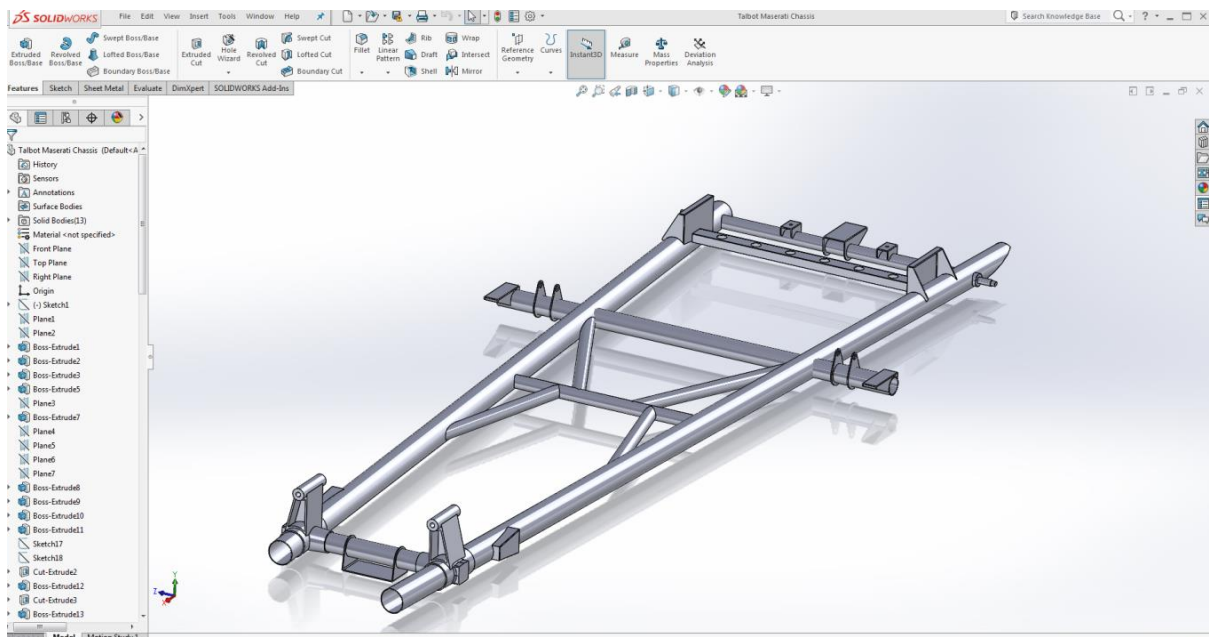 SOLIDWORKS File Edit View Insert Tools Window Help Talbot Maserati Chassis Search Knowledge Base
Extruded Boss/Base Revolved Boss/Base Swept Boss/Base Lofted Boss/Base Boundary Boss/Base Extruded Cut Hole Wizard Revolved Cut Swept Cut Lofted Cut Boundary Cut Fillet Linear Pattern Rib Draft Shell Wrap Intersect Mirror Reference Geometry Curves Instant3D Measure Mass Properties Deviation Analysis
Features Sketch Sheet Metal Evaluate DimXpert SOLIDWORKS Add-Ins
Talbot Maserati Chassis (Default<A
History
Sensors
Annotations
Surface Bodies
Solid Bodies(13)
Material <not specified>
Front Plane
Top Plane
Right Plane
Origin
(-) Sketch1
Plane1
Plane2
Boss-Extrude1
Boss-Extrude2
Boss-Extrude3
Boss-Extrude5
Plane3
Boss-Extrude7
Plane4
Plane5
Plane6
Plane7
Boss-Extrude8
Boss-Extrude9
Boss-Extrude10
Boss-Extrude11
Sketch17
Sketch18
Cut-Extrude2
Boss-Extrude12
Cut-Extrude3
Boss-Extrude13
Y
Z
X
Model Motion Study 1